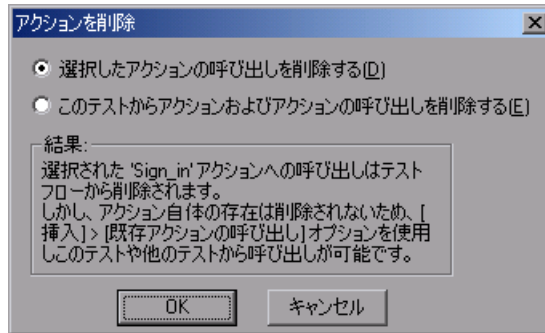 アクションを削除
選択したアクションの呼び出しを削除する(D)
このテストからアクションおよびアクションの呼び出しを削除する(E)
結果:
選択された 'Sign_in' アクションへの呼び出しはテスト
フローから削除されます。
しかし、アクション自体の存在は削除されないため、[
挿入] > [既存アクションの呼び出し]オプションを使用
しこのテストや他のテストから呼び出しが可能です。
OK
キャンセル